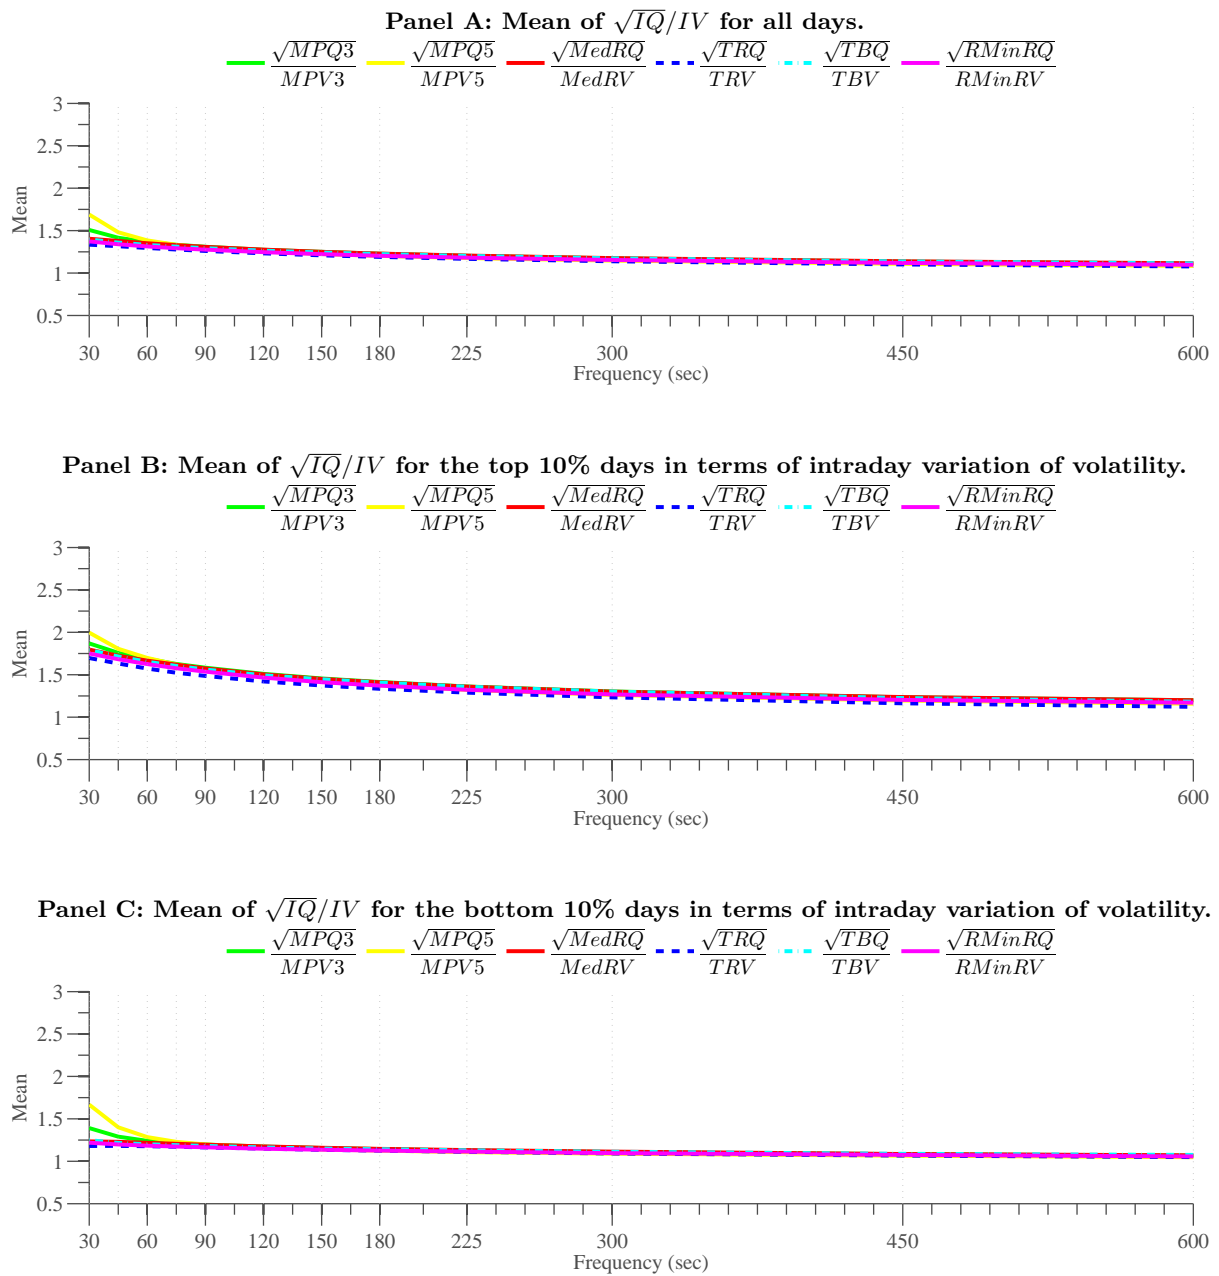 Panel A: Mean of √IQ/IV for all days.
√MPQ3/MPV3 √MPQ5/MPV5 √MedRQ/MedRV √TRQ/TRV √TBQ/TBV √RMinRQ/RMinRV
3
2.5
2
1.5
1
0.5
Mean
30 60 90 120 150 180 225 300 450 600
Frequency (sec)
Panel B: Mean of √IQ/IV for the top 10% days in terms of intraday variation of volatility.
√MPQ3/MPV3 √MPQ5/MPV5 √MedRQ/MedRV √TRQ/TRV √TBQ/TBV √RMinRQ/RMinRV
3
2.5
2
1.5
1
0.5
Mean
30 60 90 120 150 180 225 300 450 600
Frequency (sec)
Panel C: Mean of √IQ/IV for the bottom 10% days in terms of intraday variation of volatility.
√MPQ3/MPV3 √MPQ5/MPV5 √MedRQ/MedRV √TRQ/TRV √TBQ/TBV √RMinRQ/RMinRV
3
2.5
2
1.5
1
0.5
Mean
30 60 90 120 150 180 225 300 450 600
Frequency (sec)